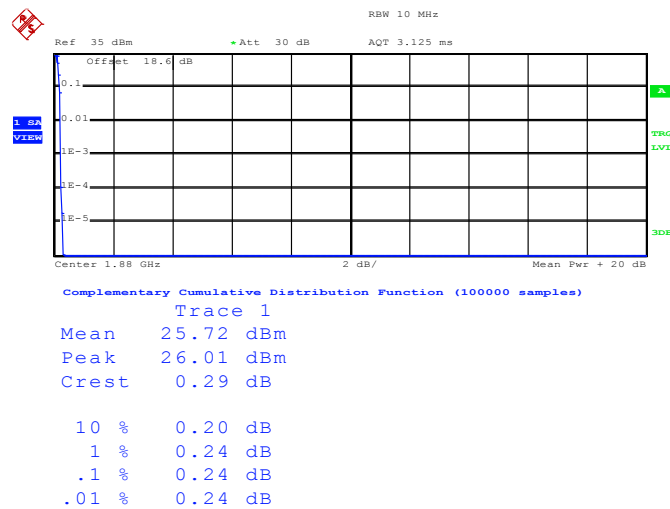 RBW 10 MHz
Ref 35 dBm *Att 30 dB AQT 3.125 ms
Offset 18.6 dB
0.1
A
0.01
1 SA
VIEW
TRG
LVL
1E-3
1E-4
1E-5
3DB
Center 1.88 GHz 2 dB/ Mean Pwr + 20 dB
Complementary Cumulative Distribution Function (100000 samples)
Trace 1
Mean 25.72 dBm
Peak 26.01 dBm
Crest 0.29 dB
10 % 0.20 dB
1 % 0.24 dB
.1 % 0.24 dB
.01 % 0.24 dB